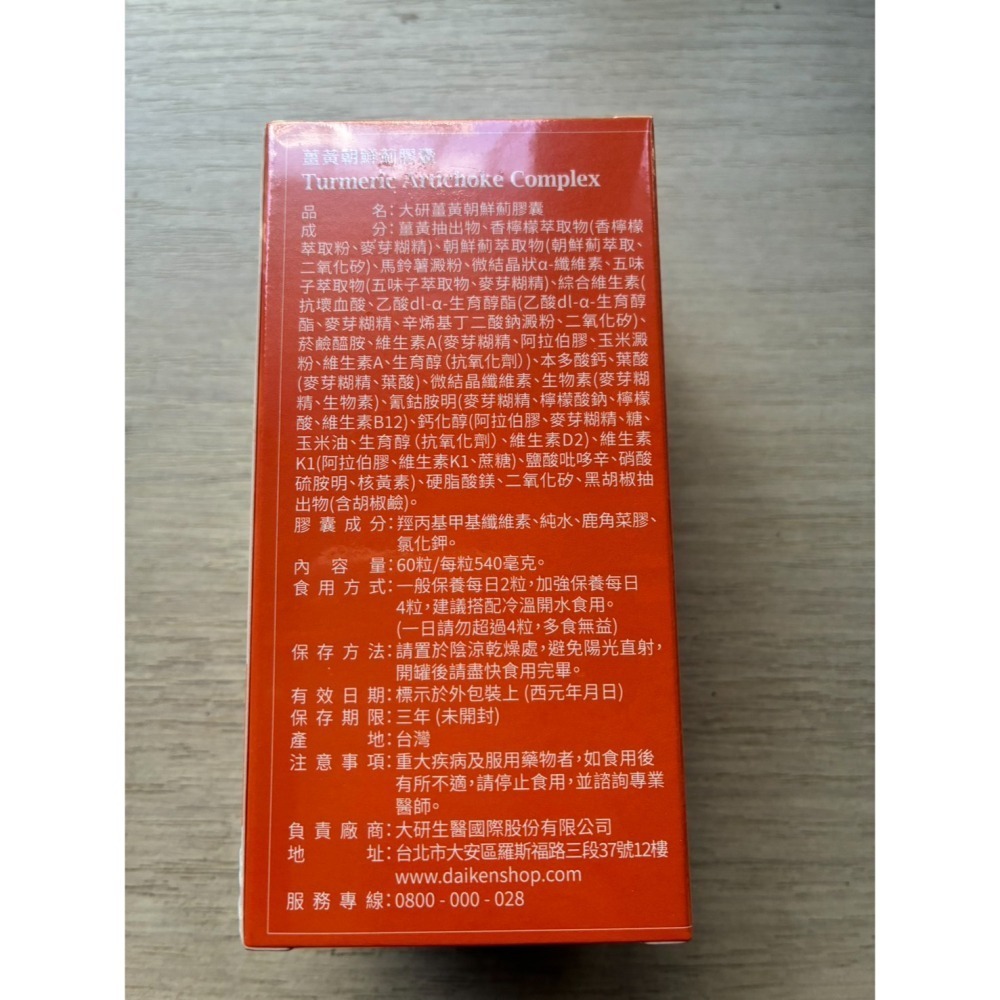 薑黃朝鮮薊膠囊
Turmeric Artichoke Complex
品名:大研薑黃朝鮮薊膠囊
成分:薑黃抽出物、香檸檬萃取物(香檸檬
萃取粉、麥芽糊精)、朝鮮薊萃取物(朝鮮薊萃取、
二氧化矽)、馬鈴薯澱粉、微結晶狀α-纖維素、五味
子萃取物(五味子萃取物、麥芽糊精)、綜合維生素(
抗壞血酸、乙酸dl-α-生育醇酯(乙酸dl-α-生育醇
酯、麥芽糊精、辛烯基丁二酸鈉澱粉、二氧化矽)、
菸鹼醯胺、維生素A(麥芽糊精、阿拉伯膠、玉米澱
粉、維生素A、生育醇(抗氧化劑))、本多酸鈣、葉酸
(麥芽糊精、葉酸)、微結晶纖維素、生物素(麥芽糊
精、生物素)、氰鈷胺明(麥芽糊精、檸檬酸鈉、檸檬
酸、維生素B12)、鈣化醇(阿拉伯膠、麥芽糊精、糖、
玉米油、生育醇(抗氧化劑)、維生素D2)、維生素
K1(阿拉伯膠、維生素K1、蔗糖)、鹽酸吡哆辛、硝酸
硫胺明、核黃素)、硬脂酸鎂、二氧化矽、黑胡椒抽
出物(含胡椒鹼)。
膠囊成分:羥丙基甲基纖維素、純水、鹿角菜膠、
氯化鉀。
內容量:60粒/每粒540毫克。
食用方式:一般保養每日2粒,加強保養每日
4粒,建議搭配冷溫開水食用。
(一日請勿超過4粒,多食無益)
保存方法:請置於陰涼乾燥處,避免陽光直射,
開罐後請盡快食用完畢。
有效日期:標示於外包裝上 (西元年月日)
保存期限:三年 (未開封)
產地:台灣
注意事項:重大疾病及服用藥物者,如食用後
有所不適,請停止食用,並諮詢專業
醫師。
負責廠商:大研生醫國際股份有限公司
地址:台北市大安區羅斯福路三段37號12樓
www.daikenshop.com
服務專線:0800 - 000 - 028